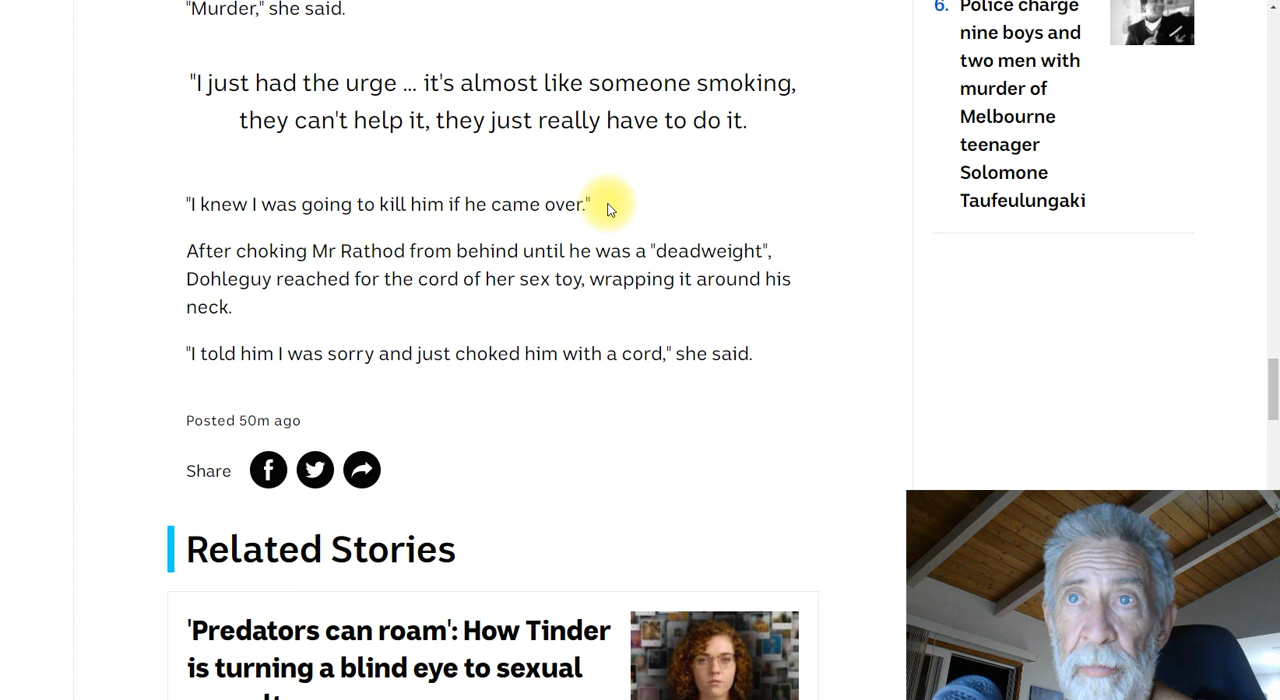 "Murder," she said.
"I just had the urge ... it's almost like someone smoking,
they can't help it, they just really have to do it.
"I knew I was going to kill him if he came over."
After choking Mr Rathod from behind until he was a "deadweight",
Dohleguy reached for the cord of her sex toy, wrapping it around his
neck.
"I told him I was sorry and just choked him with a cord," she said.
Posted 50m ago
Share
Related Stories
'Predators can roam': How Tinder
is turning a blind eye to sexual
6. Police charge
nine boys and
two men with
murder of
Melbourne
teenager
Solomone
Taufeulungaki